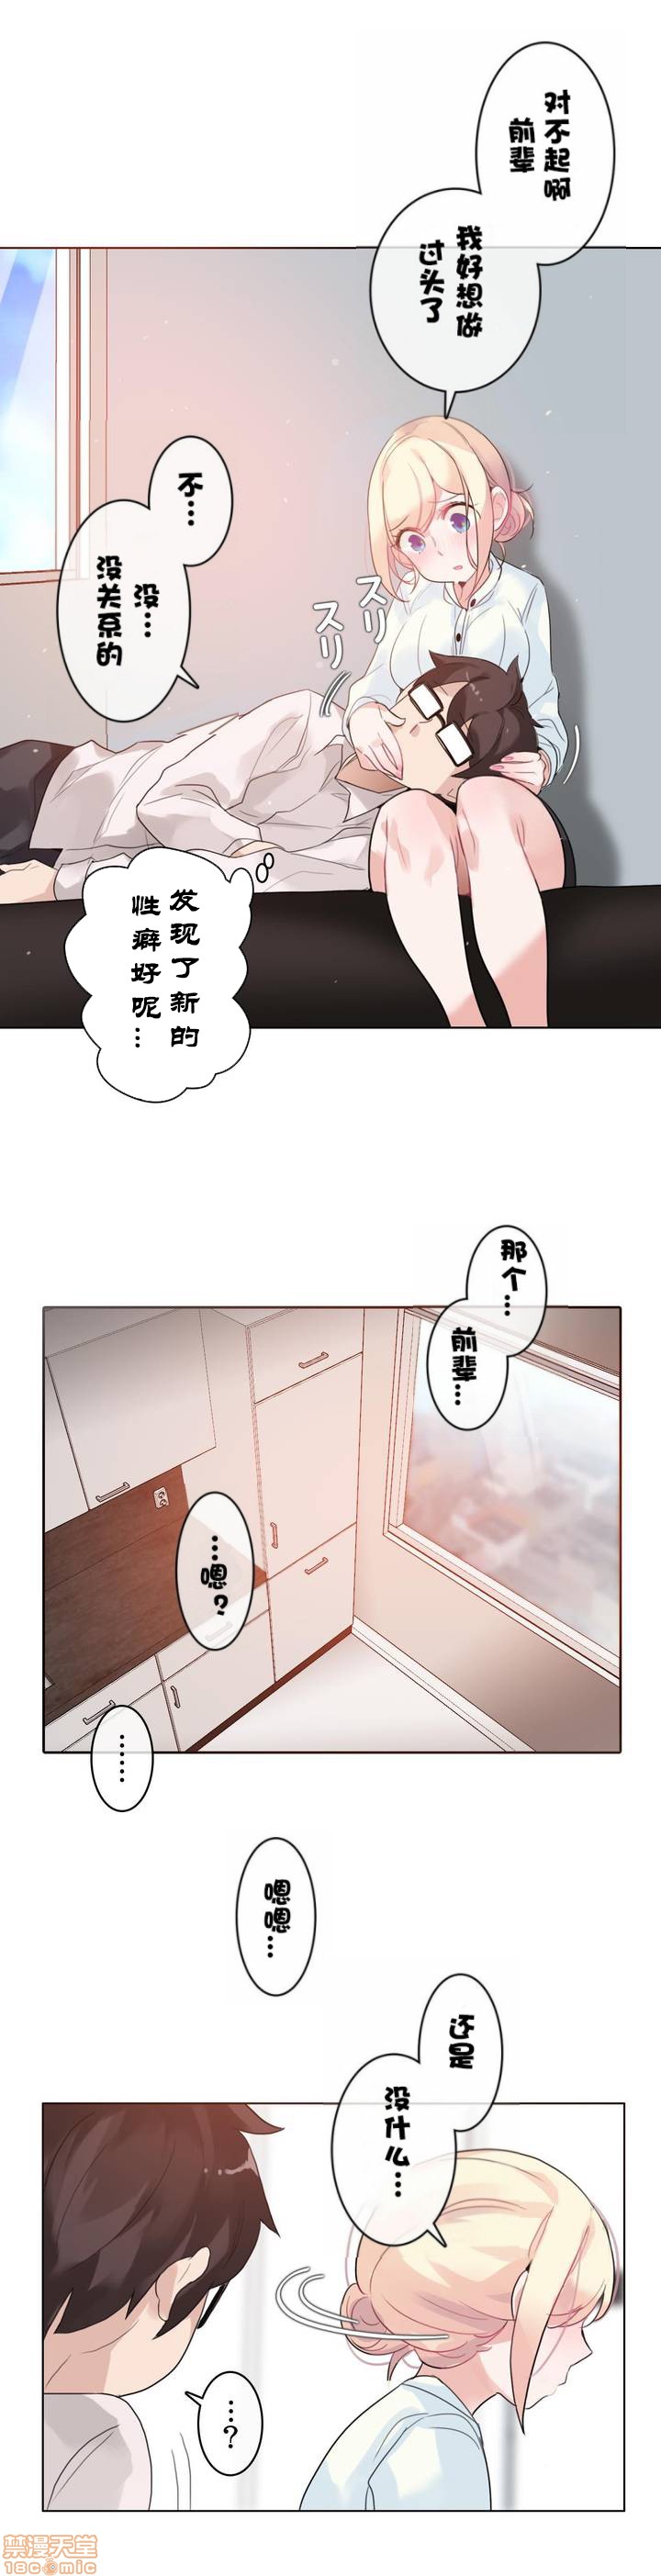 对不起啊
前辈
我好想做
过头了
不…
没…
没关系的
スリ
スリ
发现了新的
性癖好呢…
那个…
前辈…
…嗯?
……
嗯嗯…
还是
没什么…
…?
禁漫天堂
18comic